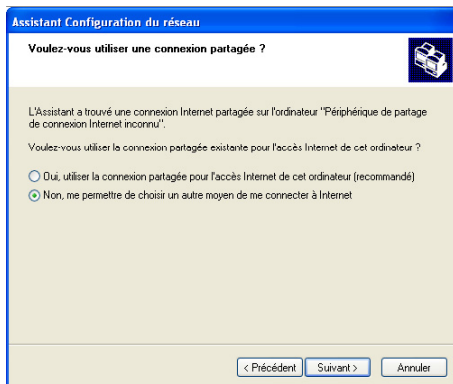 Assistant Configuration du réseau
Voulez-vous utiliser une connexion partagée ?
L'Assistant a trouvé une connexion Internet partagée sur l'ordinateur "Périphérique de partage
de connexion Internet inconnu".
Voulez-vous utiliser la connexion partagée existante pour l'accès Internet de cet ordinateur ?
Oui, utiliser la connexion partagée pour l'accès Internet de cet ordinateur (recommandé)
Non, me permettre de choisir un autre moyen de me connecter à Internet
< Précédent Suivant > Annuler